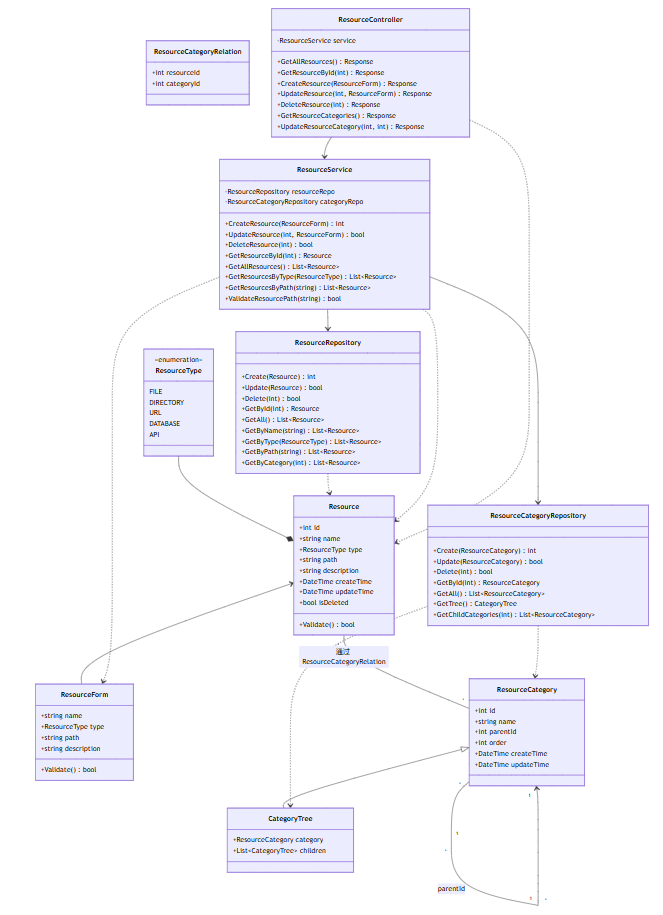 ResourceController
-ResourceService service
+GetAllResources() : Response
+GetResourceById(int) : Response
+CreateResource(ResourceForm) : Response
+UpdateResource(int, ResourceForm) : Response
+DeleteResource(int) : Response
+GetResourceCategories() : Response
+UpdateResourceCategory(int, int) : Response
ResourceCategoryRelation
+int resourceId
+int categoryId
ResourceService
-ResourceRepository resourceRepo
-ResourceCategoryRepository categoryRepo
+CreateResource(ResourceForm) : int
+UpdateResource(int, ResourceForm) : bool
+DeleteResource(int) : bool
+GetResourceById(int) : Resource
+GetAllResources() : List<Resource>
+GetResourcesByType(ResourceType) : List<Resource>
+GetResourcesByPath(string) : List<Resource>
+ValidateResourcePath(string) : bool
ResourceRepository
+Create(Resource) : int
+Update(Resource) : bool
+Delete(int) : bool
+GetById(int) : Resource
+GetAll() : List<Resource>
+GetByName(string) : List<Resource>
+GetByType(ResourceType) : List<Resource>
+GetByPath(string) : List<Resource>
+GetByCategory(int) : List<Resource>
«enumeration»
ResourceType
FILE
DIRECTORY
URL
DATABASE
API
Resource
+int id
+string name
+ResourceType type
+string path
+string description
+DateTime createTime
+DateTime updateTime
+bool isDeleted
+Validate() : bool
ResourceCategoryRepository
+Create(ResourceCategory) : int
+Update(ResourceCategory) : bool
+Delete(int) : bool
+GetById(int) : ResourceCategory
+GetAll() : List<ResourceCategory>
+GetTree() : CategoryTree
+GetChildCategories(int) : List<ResourceCategory>
通过
ResourceCategoryRelation
*
ResourceForm
+string name
+ResourceType type
+string path
+string description
+Validate() : bool
ResourceCategory
+int id
+string name
+int parentId
+int order
+DateTime createTime
+DateTime updateTime
*
1
CategoryTree
+ResourceCategory category
+List<CategoryTree> children
1
*
parentId
1
*